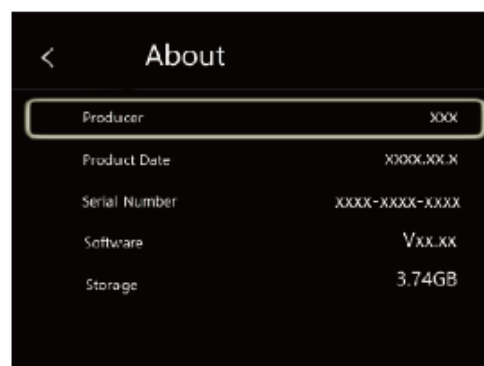 < About
Producer xxx
Product Date xxxx.xx.x
Serial Number xxxx-xxxx-xxxx
Software Vxx.xx
Storage 3.74GB